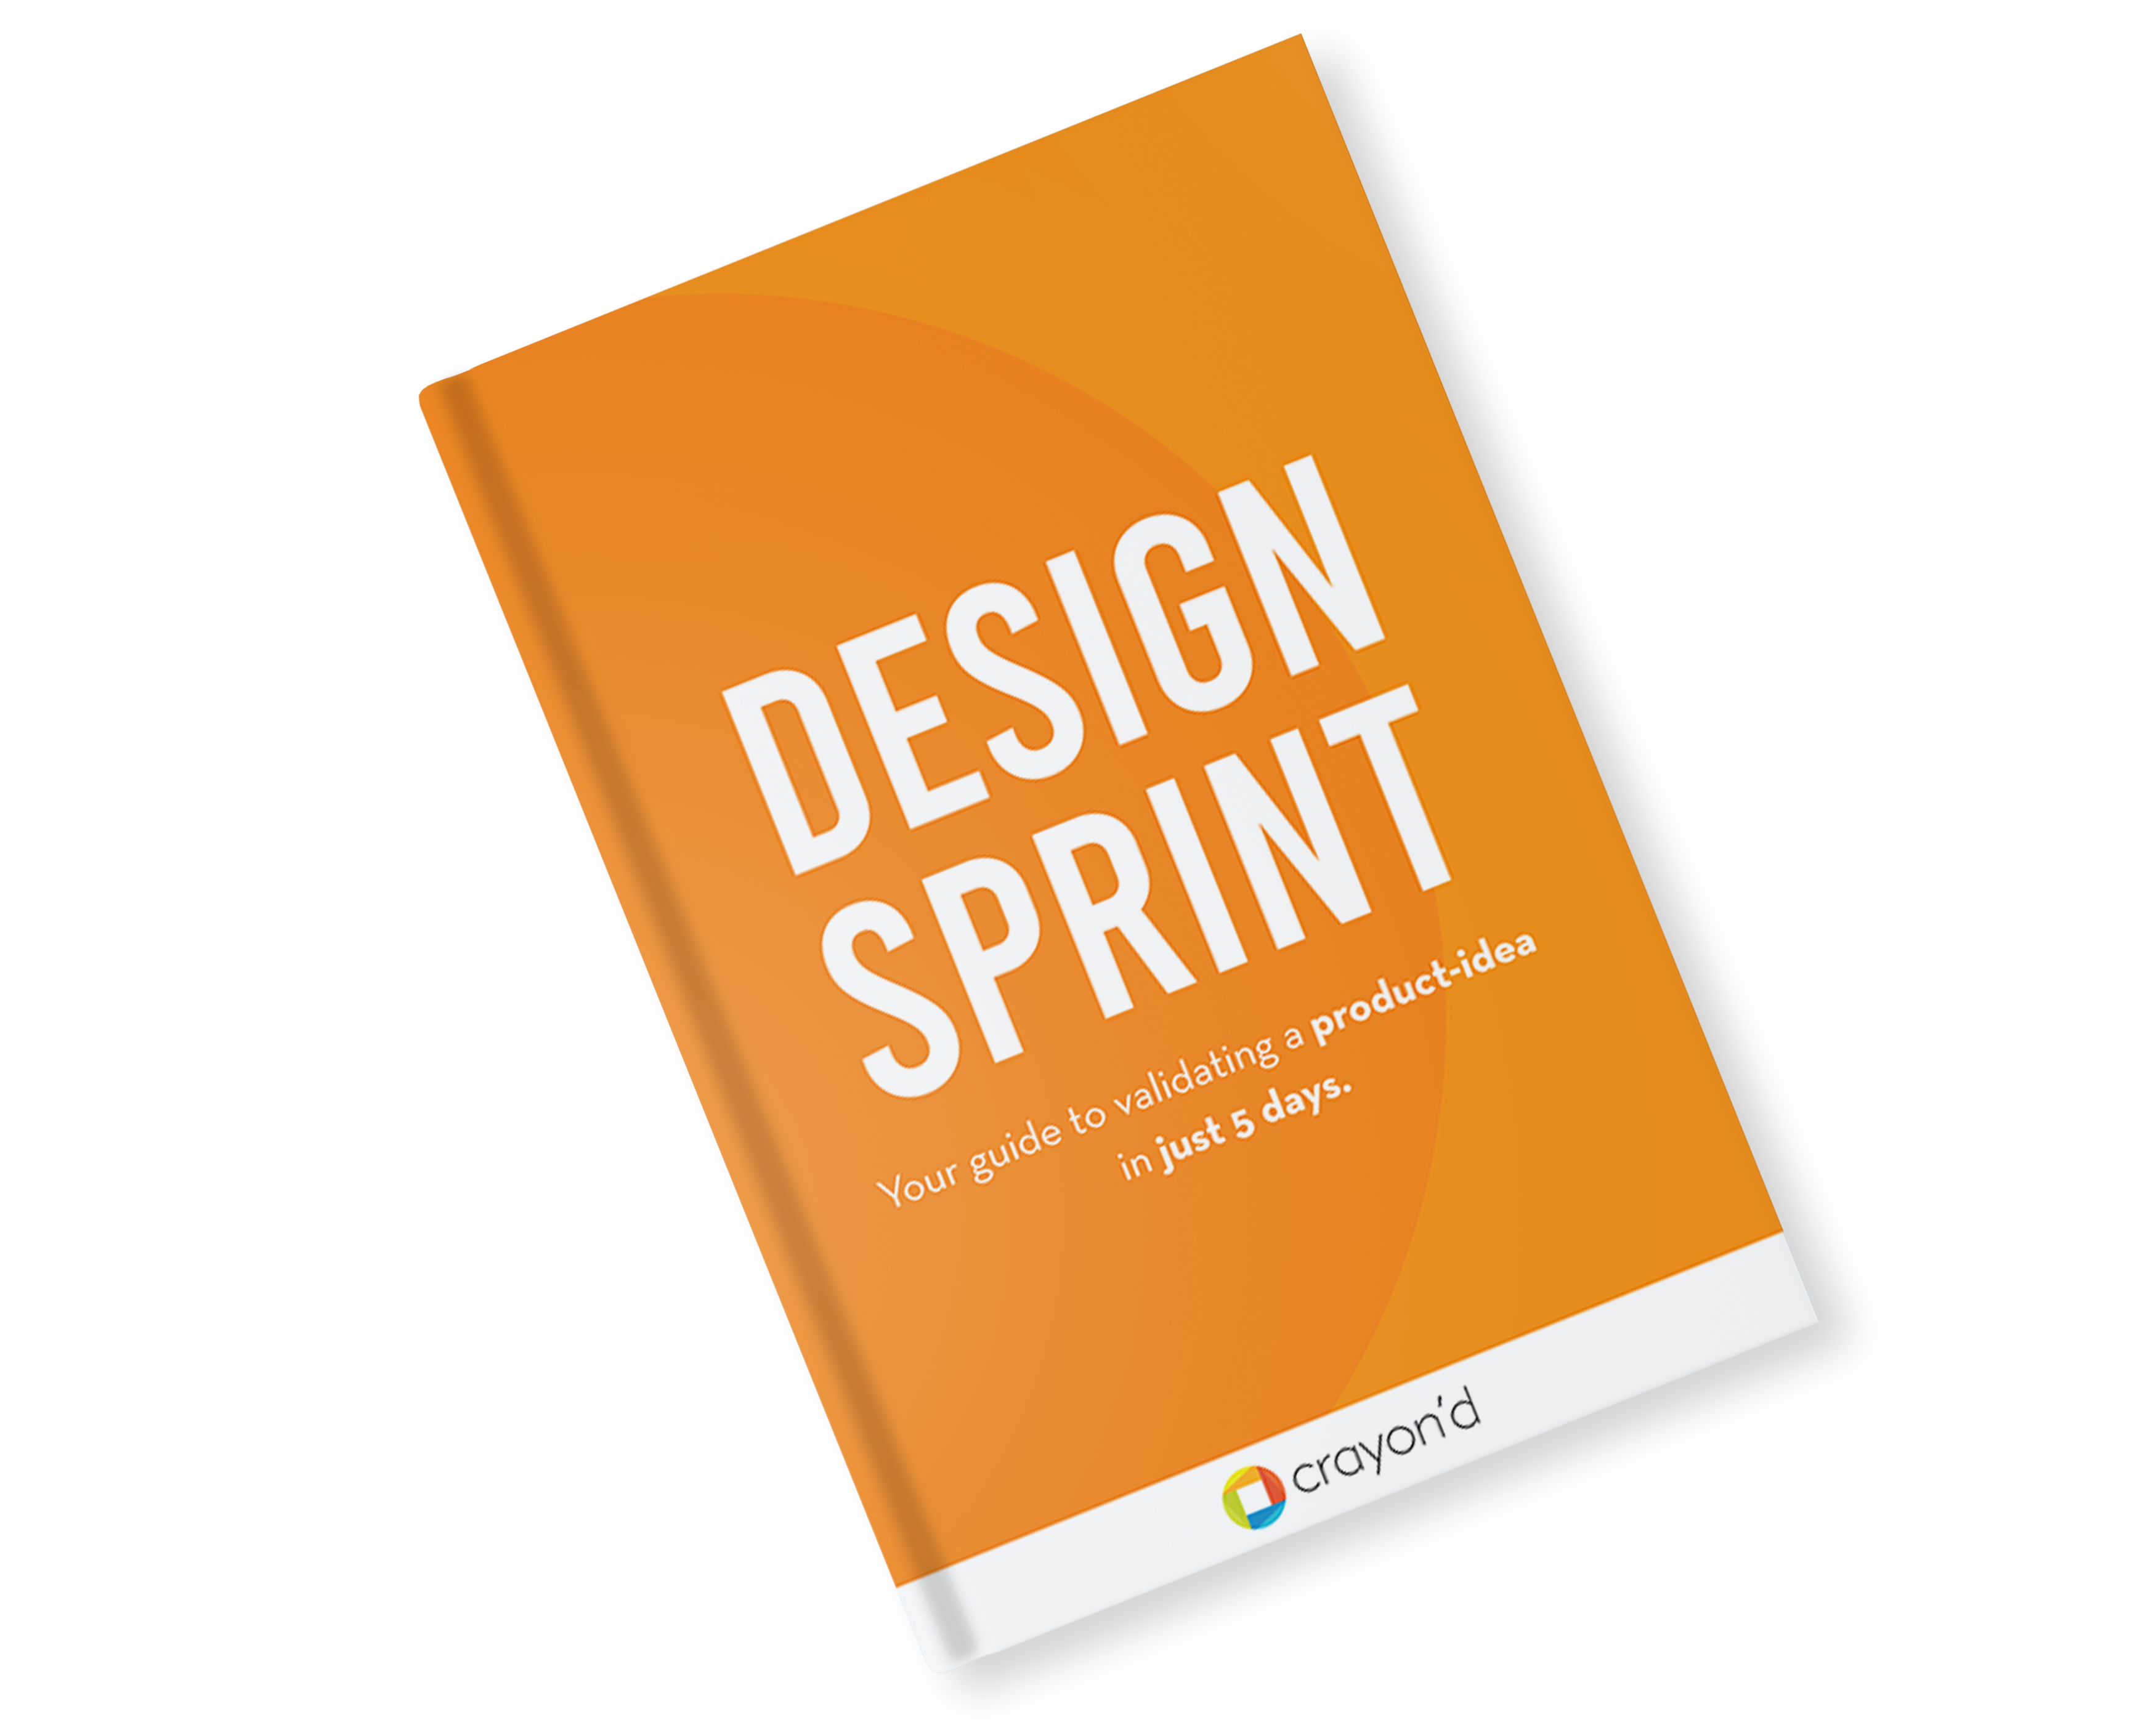 DESIGN
SPRINT
Your guide to validating a product-idea
in just 5 days.
crayon'd